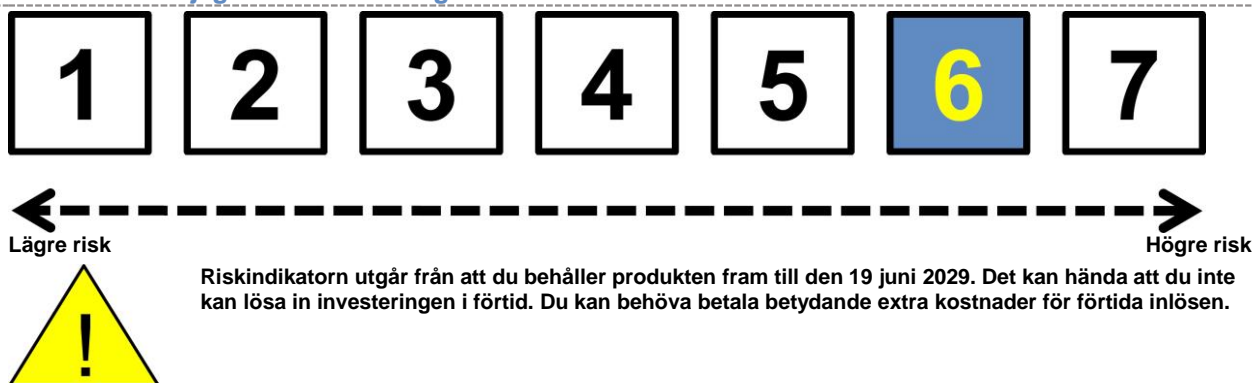 1 2 3 4 5 6 7
Lägre risk Högre risk
Riskindikatorn utgår från att du behåller produkten fram till den 19 juni 2029. Det kan hända att du inte
kan lösa in investeringen i förtid. Du kan behöva betala betydande extra kostnader för förtida inlösen.
!